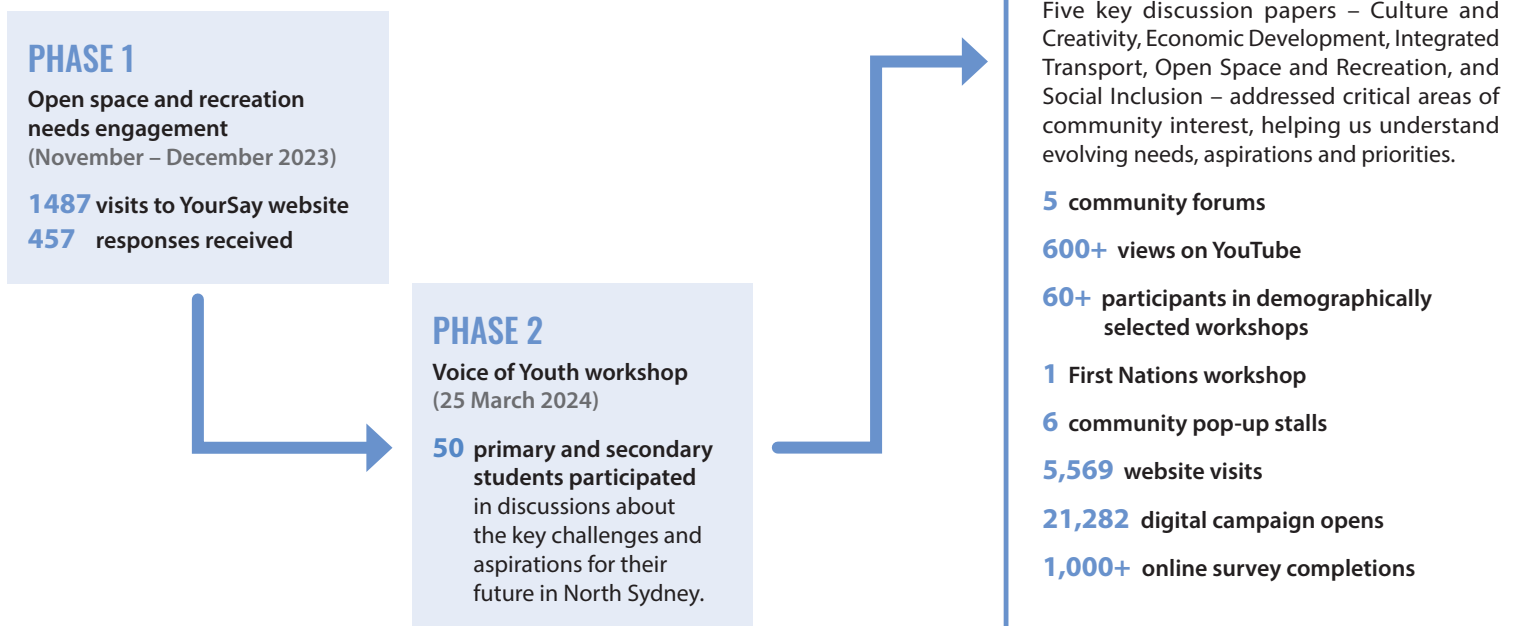 PHASE 1
Open space and recreation
needs engagement
(November – December 2023)
1487 visits to YourSay website
457 responses received
PHASE 2
Voice of Youth workshop
(25 March 2024)
50 primary and secondary
students participated
in discussions about
the key challenges and
aspirations for their
future in North Sydney.
Five key discussion papers – Culture and
Creativity, Economic Development, Integrated
Transport, Open Space and Recreation, and
Social Inclusion – addressed critical areas of
community interest, helping us understand
evolving needs, aspirations and priorities.
5 community forums
600+ views on YouTube
60+ participants in demographically
selected workshops
1 First Nations workshop
6 community pop-up stalls
5,569 website visits
21,282 digital campaign opens
1,000+ online survey completions